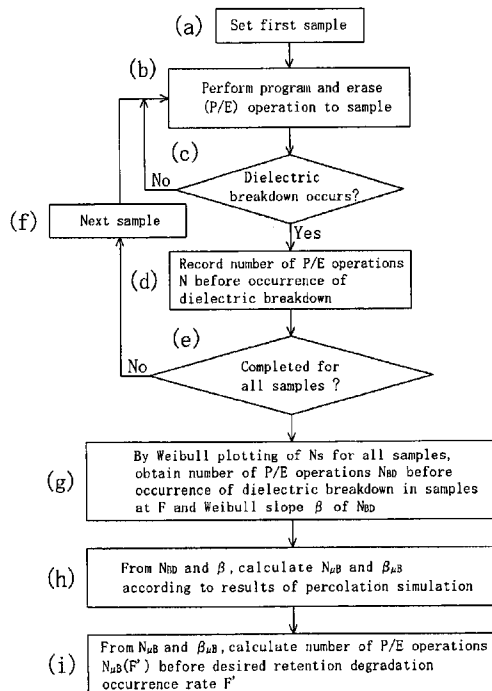 (a)
Set first sample
(b)
Perform program and erase
(P/E) operation to sample
(c)
No
Dielectric
breakdown occurs?
(f)
Next sample
Yes
(d)
Record number of P/E operations
N before occurrence of
dielectric breakdown
(e)
No
Completed for
all samples ?
(g)
By Weibull plotting of Ns for all samples,
obtain number of P/E operations NBD before
occurrence of dielectric breakdown in samples
at F and Weibull slope β of NBD
(h)
From NBD and β, calculate NμB and βμB
according to results of percolation simulation
(i)
From NμB and βμB, calculate number of P/E operations
NμB(F') before desired retention degradation
occurrence rate F'